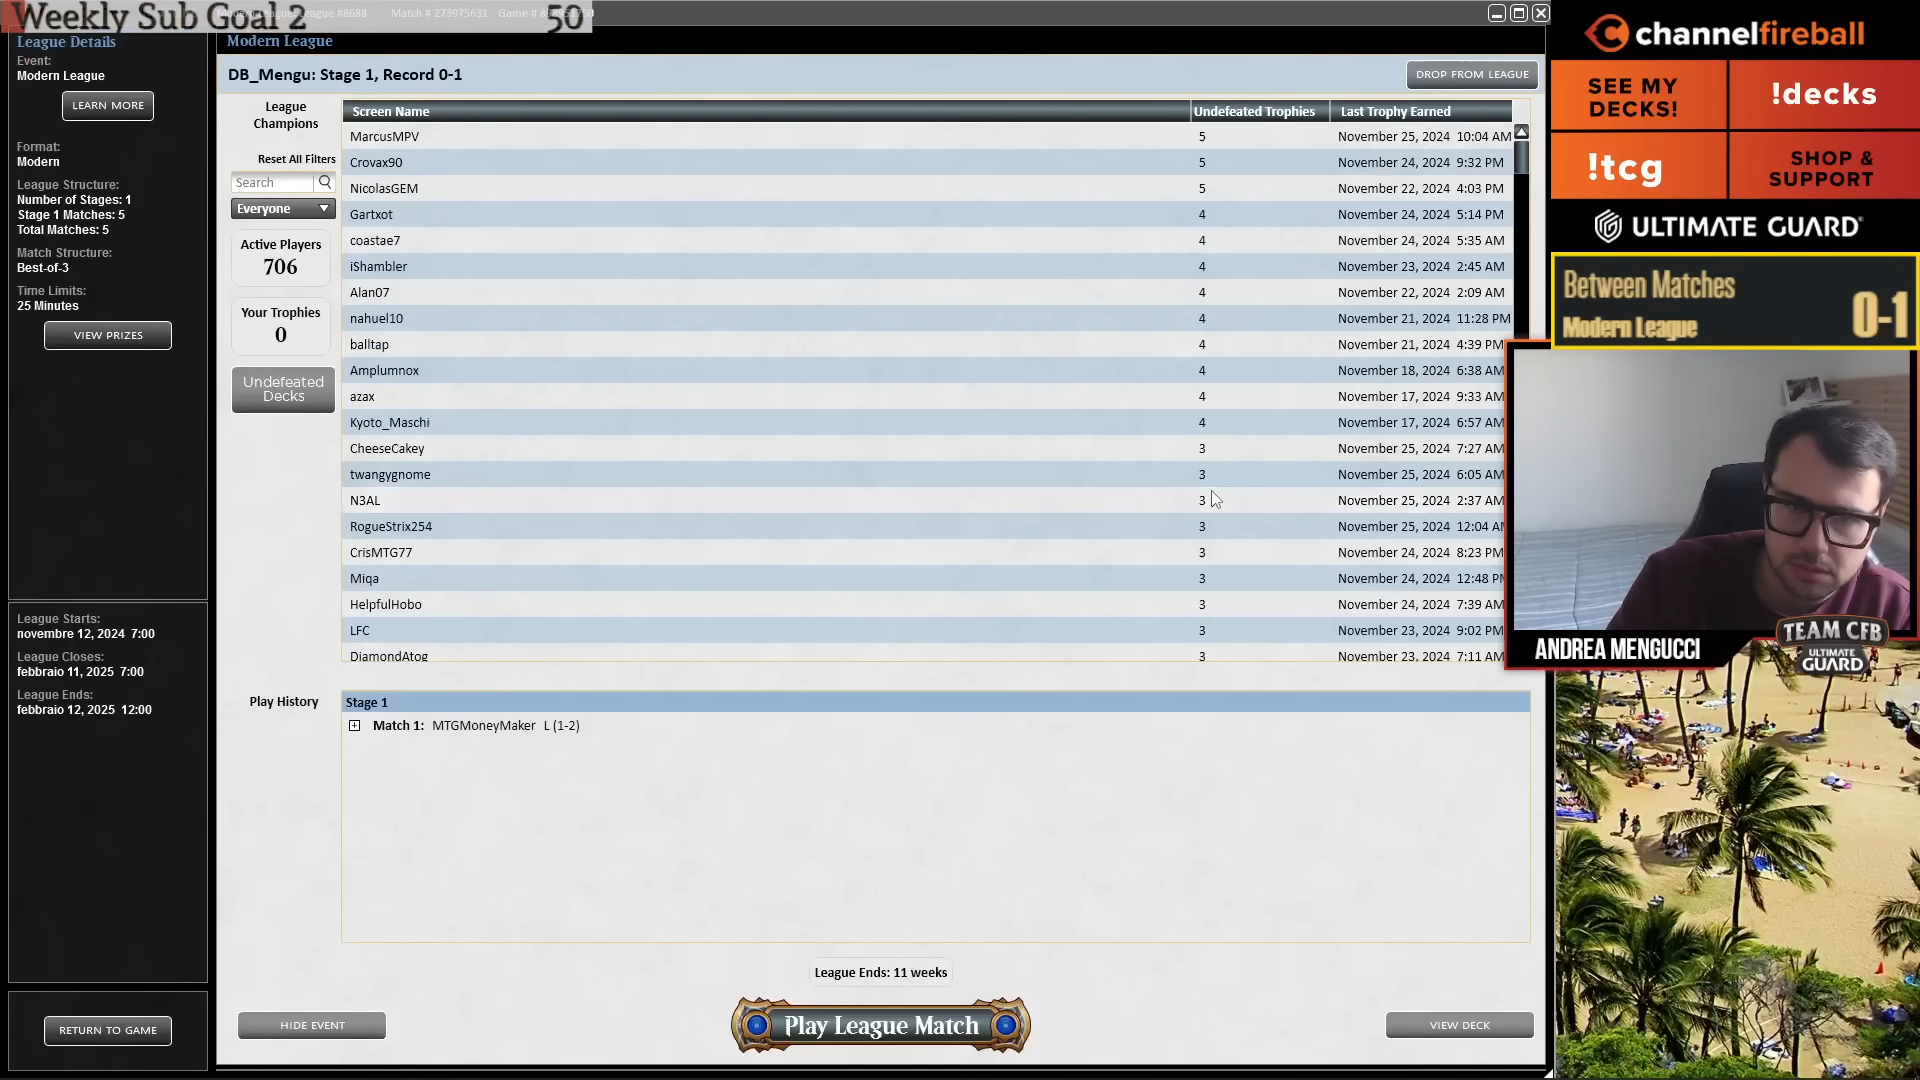 Weekly Sub Goal 2 50
League Details
Event:
Modern League
LEARN MORE
Format:
Modern
League Structure:
Number of Stages: 1
Stage 1 Matches: 5
Total Matches: 5
Match Structure:
Best-of-3
Time Limits:
25 Minutes
VIEW PRIZES
League Starts:
novembre 12, 2024 7:00
League Closes:
febbraio 11, 2025 7:00
League Ends:
febbraio 12, 2025 12:00
RETURN TO GAME
Modern League
DB_Mengu: Stage 1, Record 0-1
DROP FROM LEAGUE
League
Champions
Reset All Filters
Search
Everyone
Active Players
706
Your Trophies
0
Undefeated
Decks
Screen Name Undefeated Trophies Last Trophy Earned
MarcusMPV 5 November 25, 2024 10:04 AM
Crovax90 5 November 24, 2024 9:32 PM
NicolasGEM 5 November 22, 2024 4:03 PM
Gartxot 4 November 24, 2024 5:14 PM
coastae7 4 November 24, 2024 5:35 AM
iShambler 4 November 23, 2024 2:45 AM
Alan07 4 November 22, 2024 2:09 AM
nahuel10 4 November 21, 2024 11:28 PM
balltap 4 November 21, 2024 4:39 PM
Amplumnox 4 November 18, 2024 6:38 AM
azax 4 November 17, 2024 9:33 AM
Kyoto_Maschi 4 November 17, 2024 6:57 AM
CheeseCakey 3 November 25, 2024 7:27 AM
twangygnome 3 November 25, 2024 6:05 AM
N3AL 3 November 25, 2024 2:37 AM
RogueStrix254 3 November 25, 2024 12:04 AM
CrisMTG77 3 November 24, 2024 8:23 PM
Miqa 3 November 24, 2024 12:48 PM
HelpfulHobo 3 November 24, 2024 7:39 AM
LFC 3 November 23, 2024 9:02 PM
DiamondAtog 3 November 23, 2024 7:11 AM
Play History
Stage 1
Match 1: MTGMoneyMaker L (1-2)
League Ends: 11 weeks
HIDE EVENT
Play League Match
VIEW DECK
channelfireball
SEE MY
DECKS!
!decks
!tcg
SHOP &
SUPPORT
ULTIMATE GUARD
Between Matches
Modern League
0-1
ANDREA MENGUCCI
TEAM CFB
ULTIMATE
GUARD